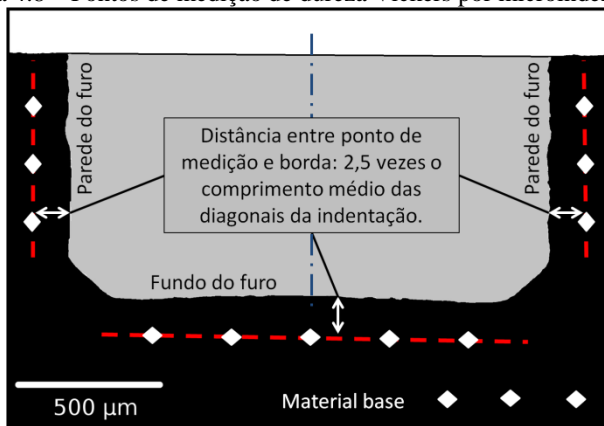 Parede do furo
Distância entre ponto de
medição e borda: 2,5 vezes o
comprimento médio das
diagonais da indentação.
Parede do furo
Fundo do furo
500 µm
Material base